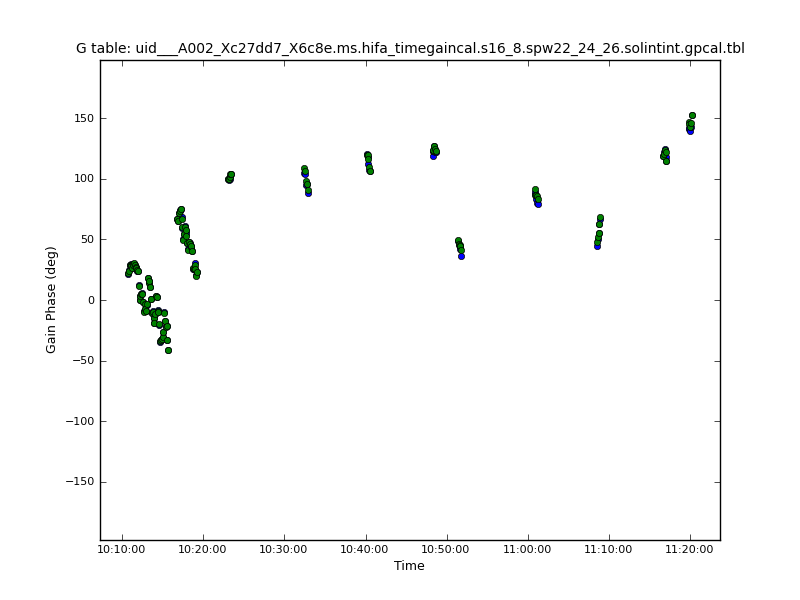 G table: uid___A002_Xc27dd7_X6c8e.ms.hifa_timegaincal.s16_8.spw22_24_26.solintint.gpcal.tbl
150
100
50
0
−50
−100
−150
Gain Phase (deg)
10:10:00 10:20:00 10:30:00 10:40:00 10:50:00 11:00:00 11:10:00 11:20:00
Time